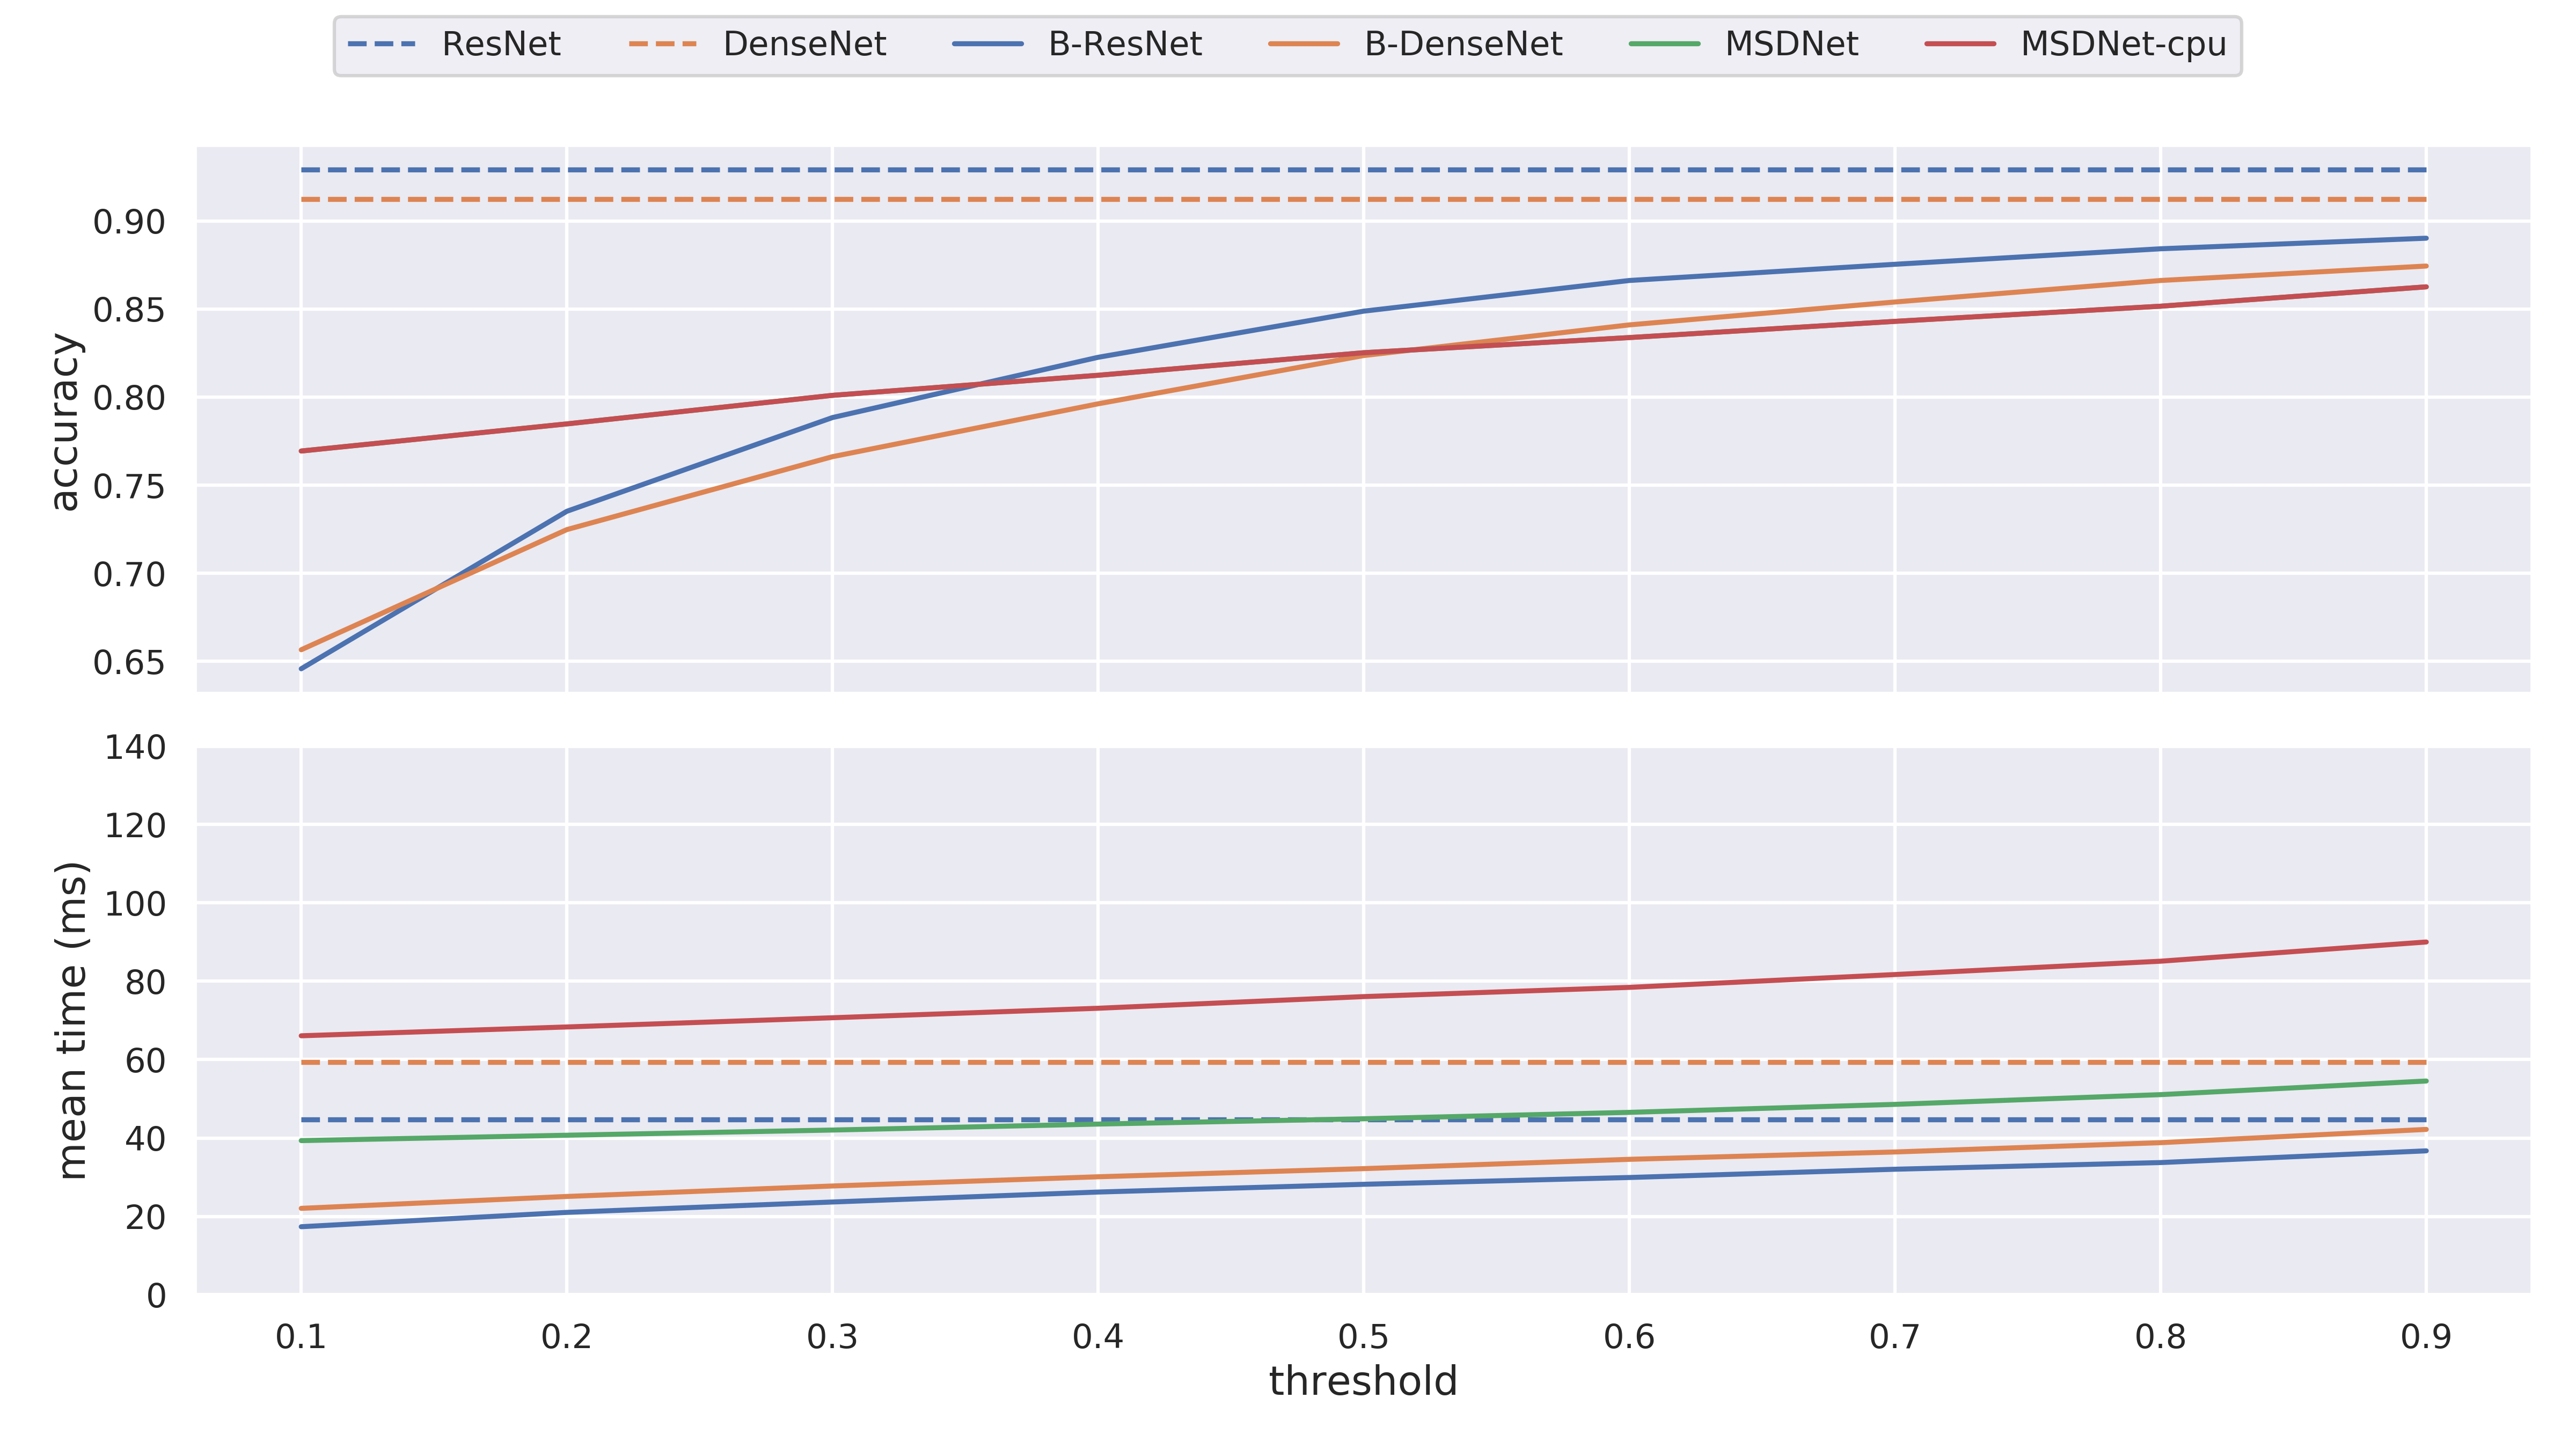 ResNet DenseNet B-ResNet B-DenseNet MSDNet MSDNet-cpu
accuracy
0.90
0.85
0.80
0.75
0.70
0.65
mean time (ms)
140
120
100
80
60
40
20
0
0.1 0.2 0.3 0.4 0.5 0.6 0.7 0.8 0.9
threshold